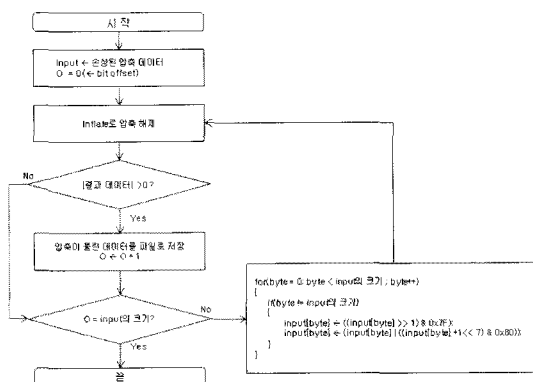 시 작
Input ← 손상된 압축 데이터
O = 0(← bit offset)
Inflate로 압축 해제
No
|결과 데이터| >0?
Yes
압축이 풀린 데이터를 파일로 저장
O ← O + 1
O = input의 크기?
No
Yes
끝
for(byte = 0; byte < input의 크기 ; byte++)
{
if(byte != input의 크기)
{
input[byte] ← ((input[byte] >> 1) & 0x7F);
input[byte] ← (input[byte] | ((input[byte] +1<< 7) & 0x80));
}
}